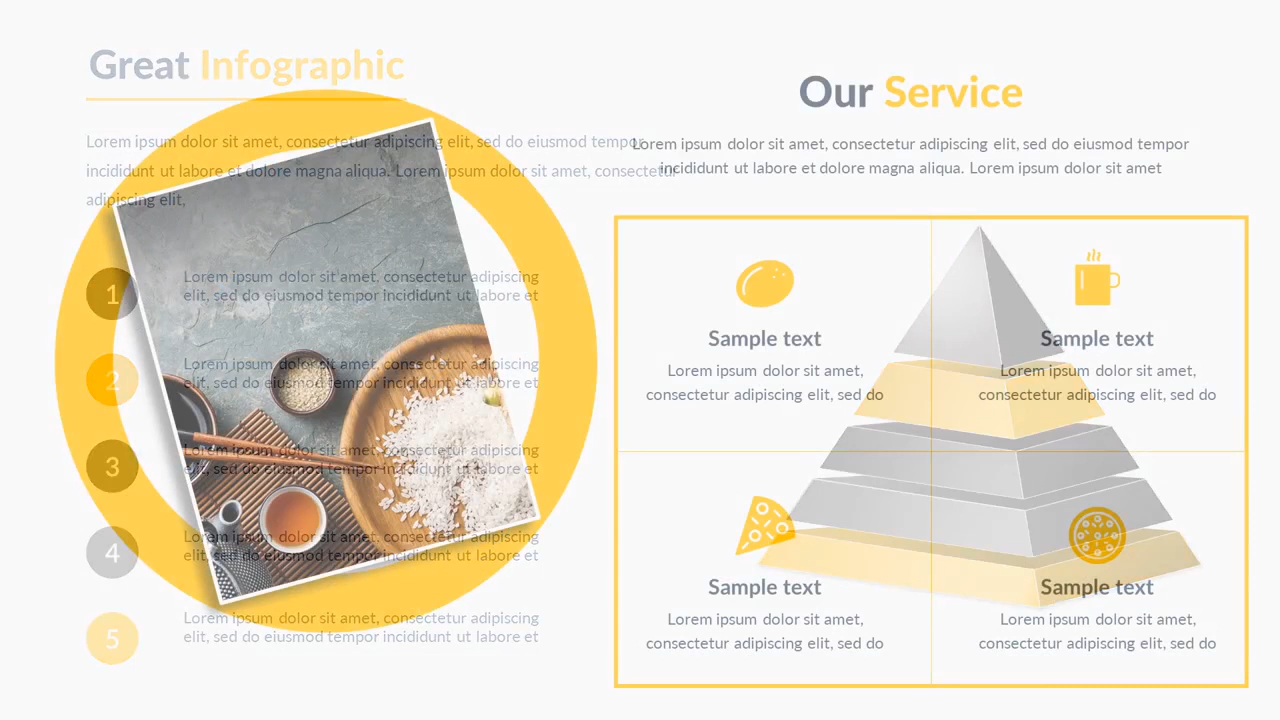 Great Infographic
Lorem ipsum dolor sit amet, consectetur adipiscing elit, sed do eiusmod tempor
incididunt ut labore et dolore magna aliqua. Lorem ipsum dolor sit amet, consectetur
adipiscing elit,
1
Lorem ipsum dolor sit amet, consectetur adipiscing
elit, sed do eiusmod tempor incididunt ut labore et
2
Lorem ipsum dolor sit amet, consectetur adipiscing
elit, sed do eiusmod tempor incididunt ut labore et
3
Lorem ipsum dolor sit amet, consectetur adipiscing
elit, sed do eiusmod tempor incididunt ut labore et
4
Lorem ipsum dolor sit amet, consectetur adipiscing
elit, sed do eiusmod tempor incididunt ut labore et
5
Lorem ipsum dolor sit amet, consectetur adipiscing
elit, sed do eiusmod tempor incididunt ut labore et
Our Service
Lorem ipsum dolor sit amet, consectetur adipiscing elit, sed do eiusmod tempor
incididunt ut labore et dolore magna aliqua. Lorem ipsum dolor sit amet
Sample text
Lorem ipsum dolor sit amet,
consectetur adipiscing elit, sed do
Sample text
Lorem ipsum dolor sit amet,
consectetur adipiscing elit, sed do
Sample text
Lorem ipsum dolor sit amet,
consectetur adipiscing elit, sed do
Sample text
Lorem ipsum dolor sit amet,
consectetur adipiscing elit, sed do